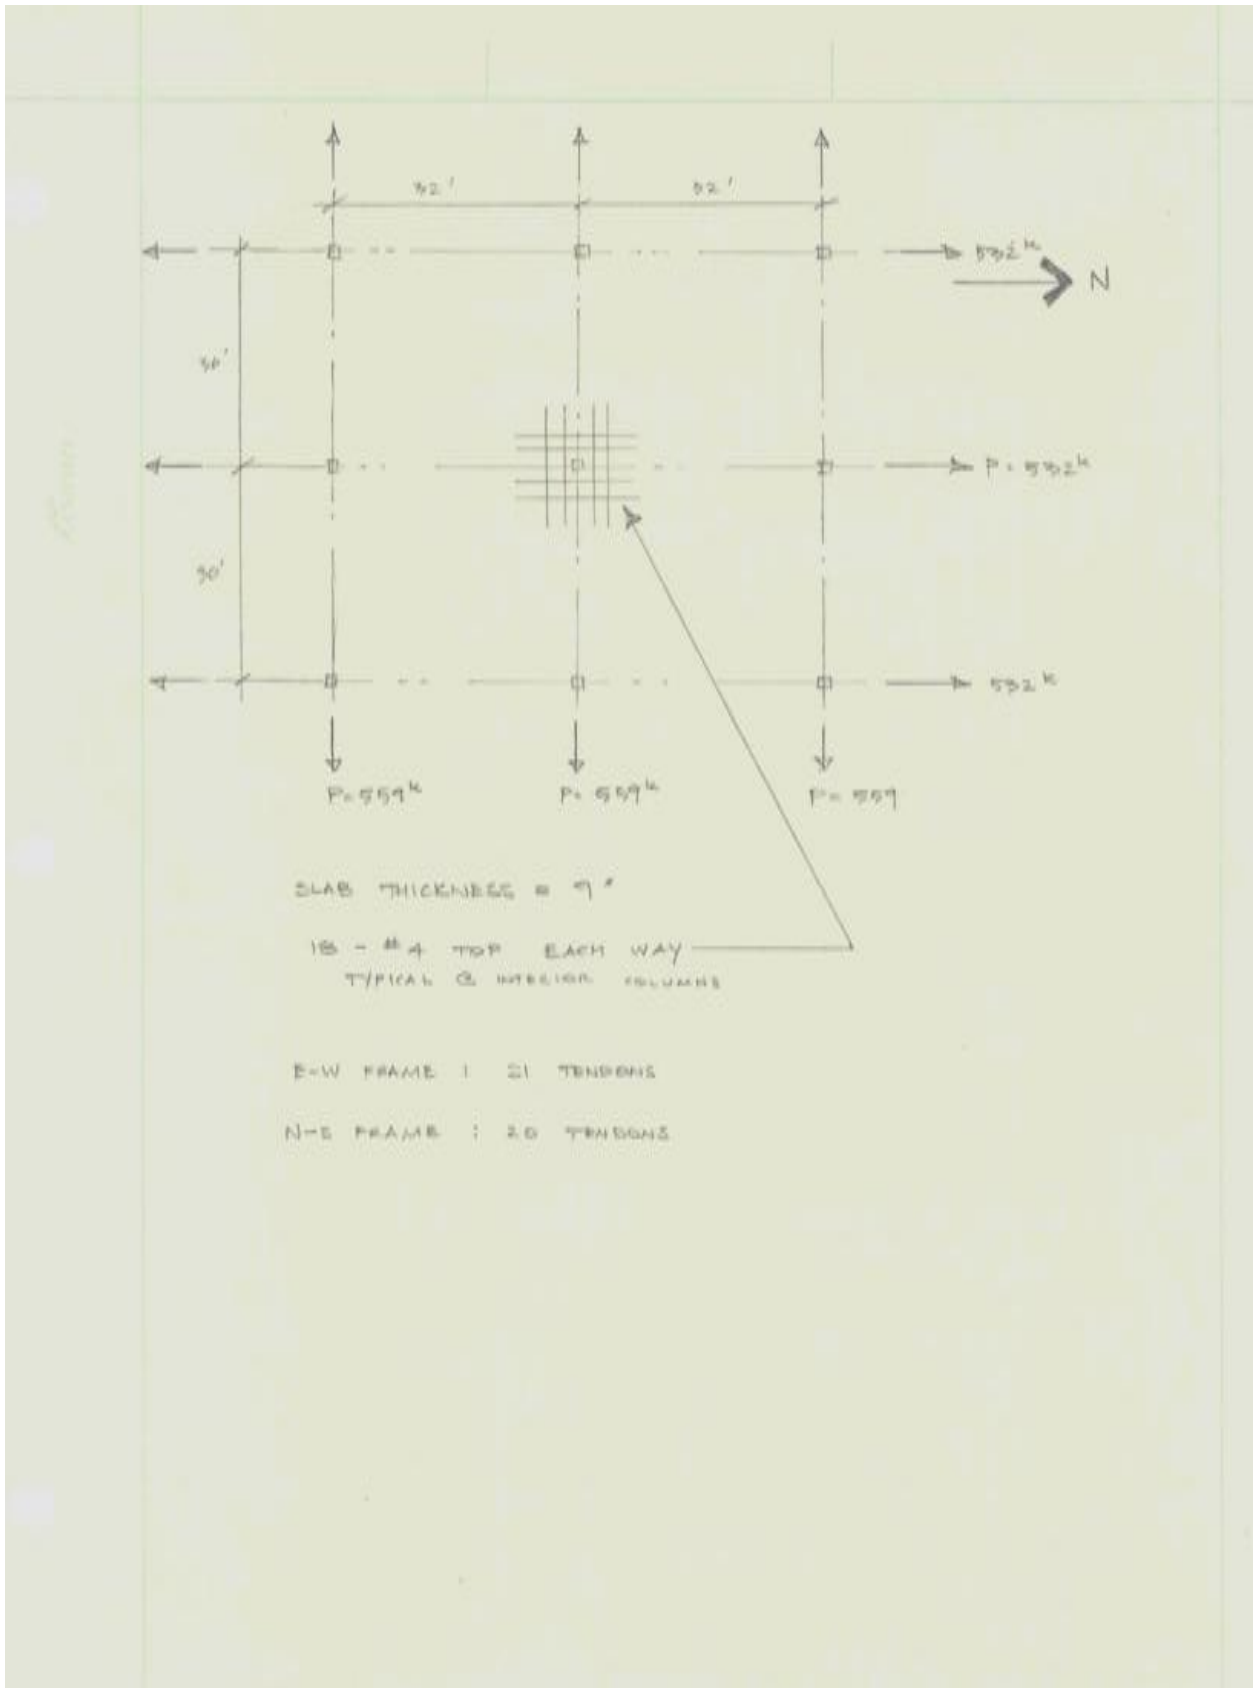 32' 32'
532ᵏ
N
30'
P = 532ᵏ
30'
532ᵏ
P = 559ᵏ P = 559ᵏ P = 559
SLAB THICKNESS = 9"
18 - #4 TOP EACH WAY
TYPICAL @ INTERIOR COLUMNS
E-W FRAME : 21 TENDONS
N-S FRAME : 20 TENDONS